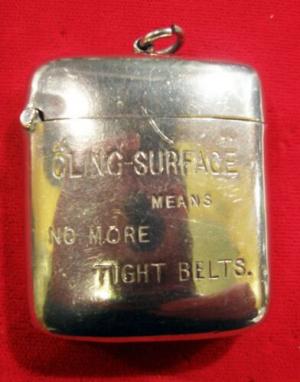 CLING-SURFACE
MEANS
NO MORE
TIGHT BELTS.